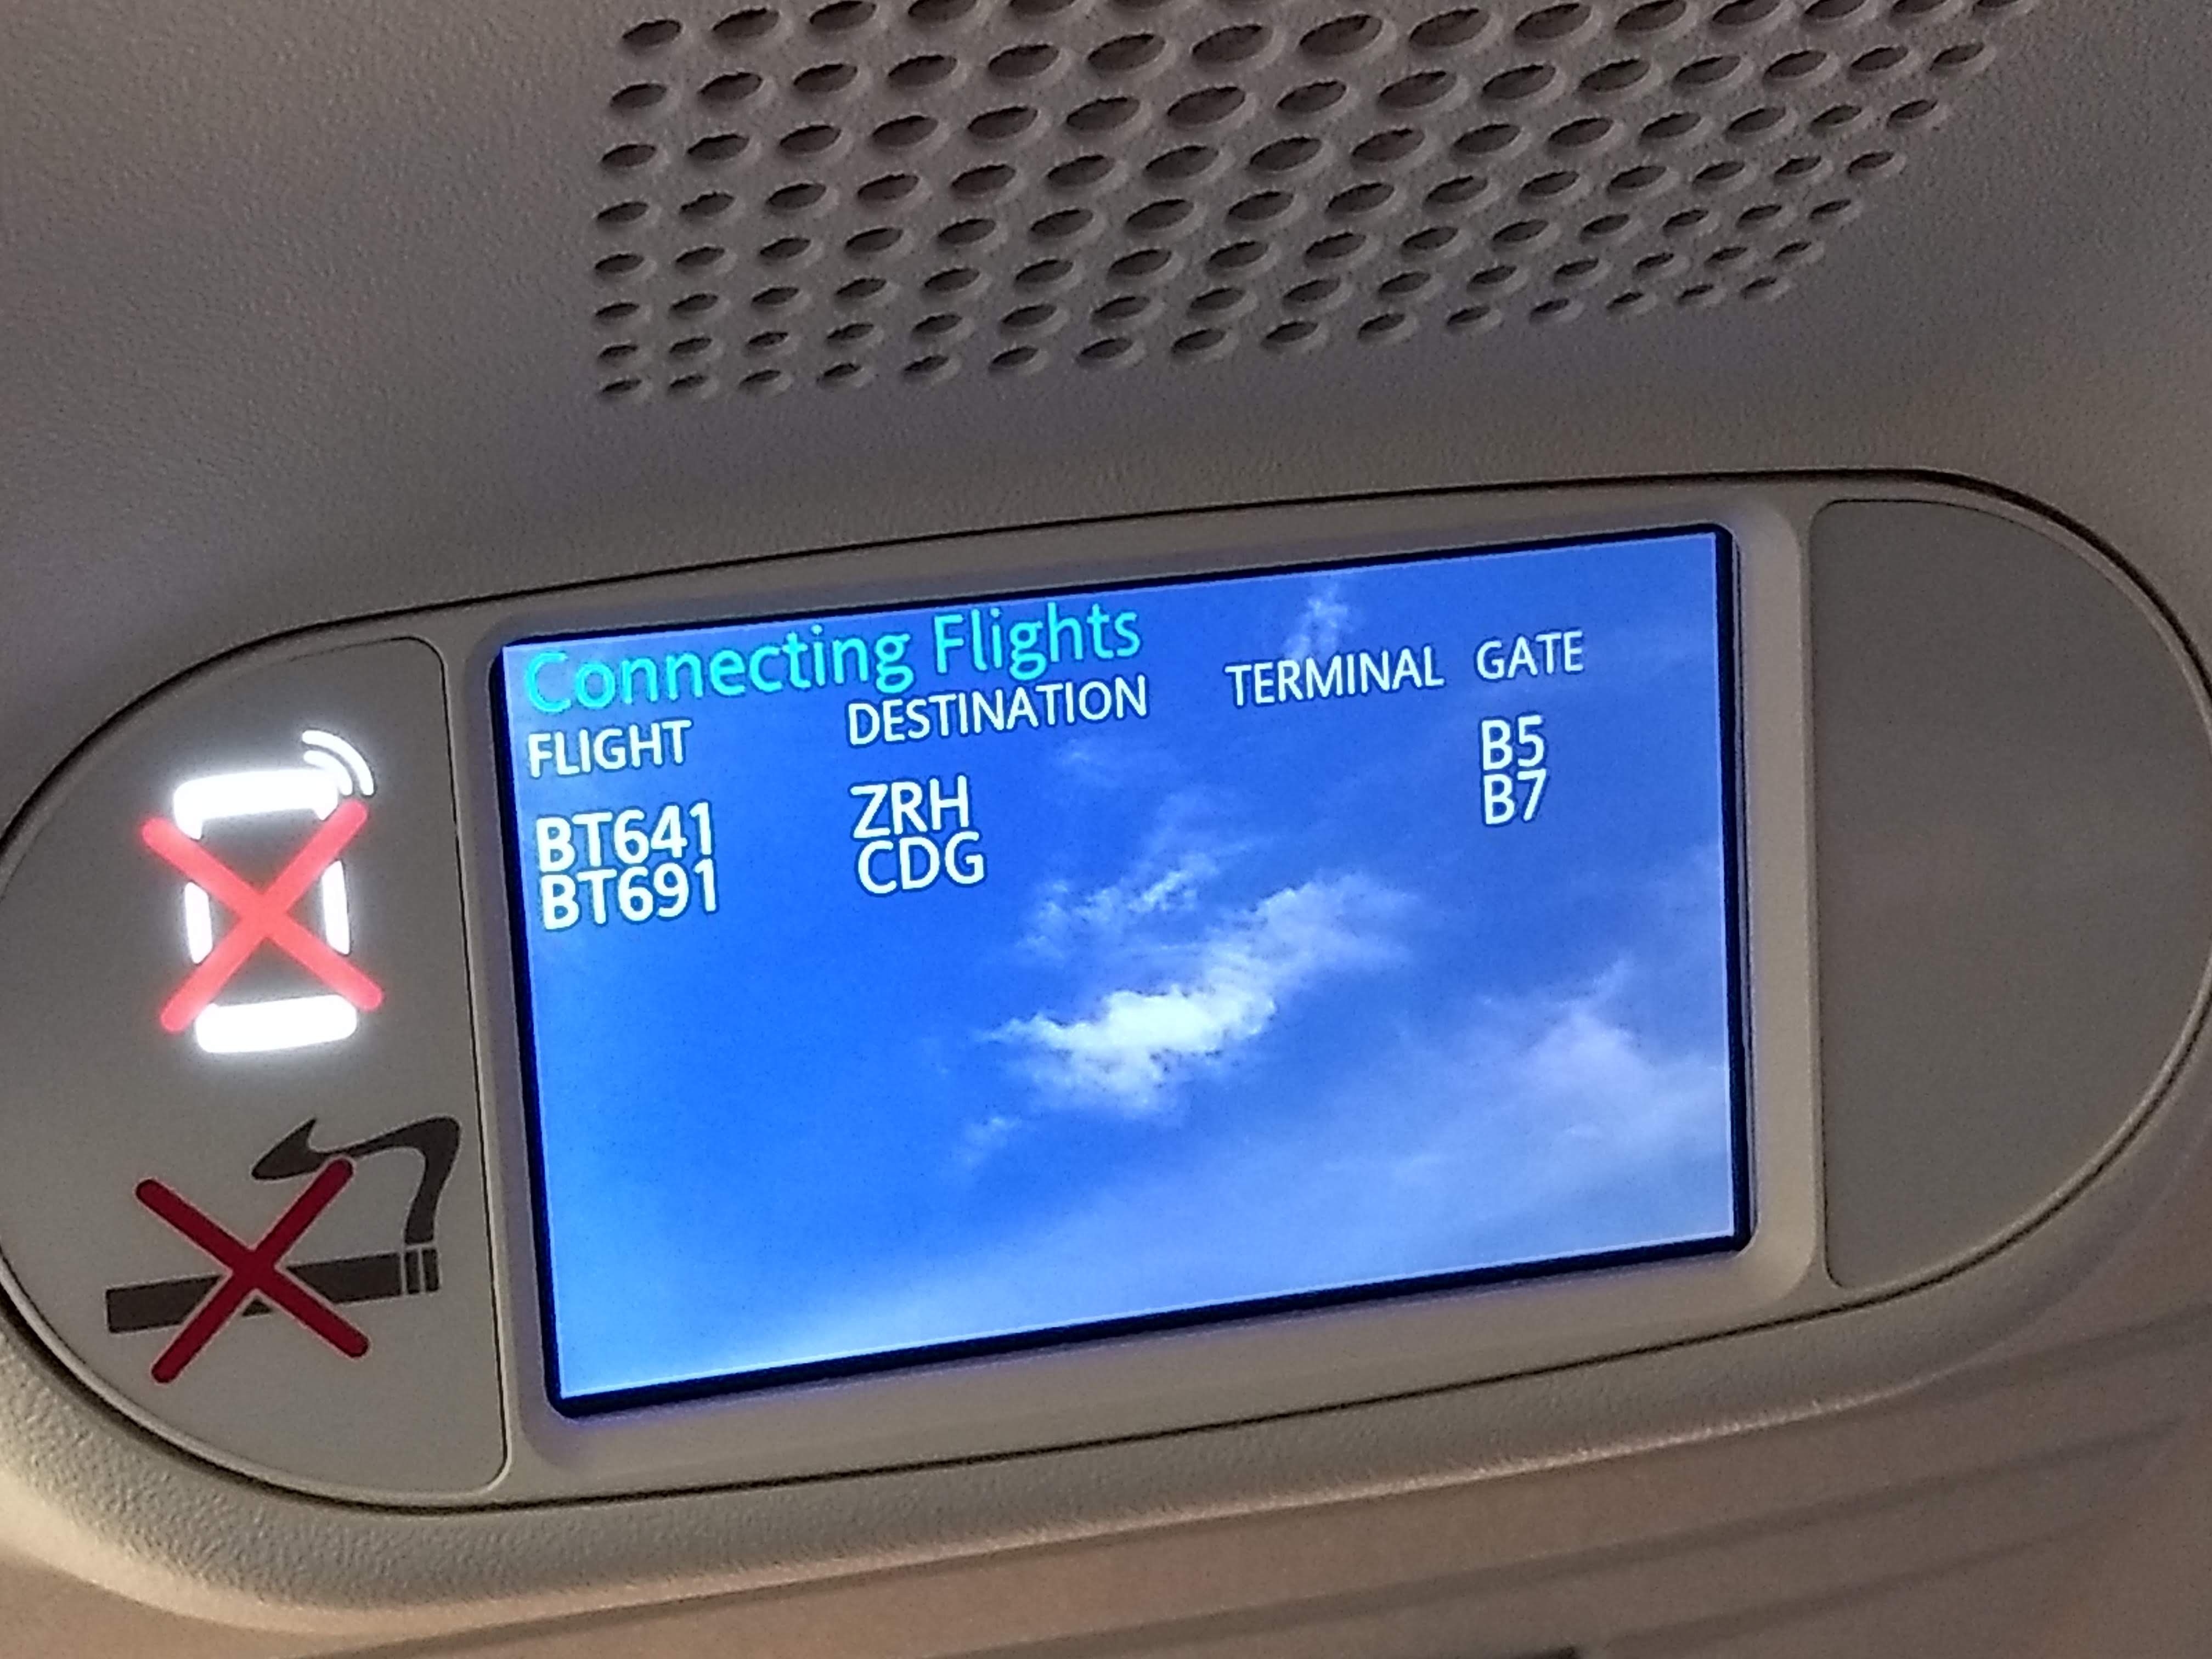 Connecting Flights
FLIGHT DESTINATION TERMINAL GATE
BT641 ZRH B5
BT691 CDG B7